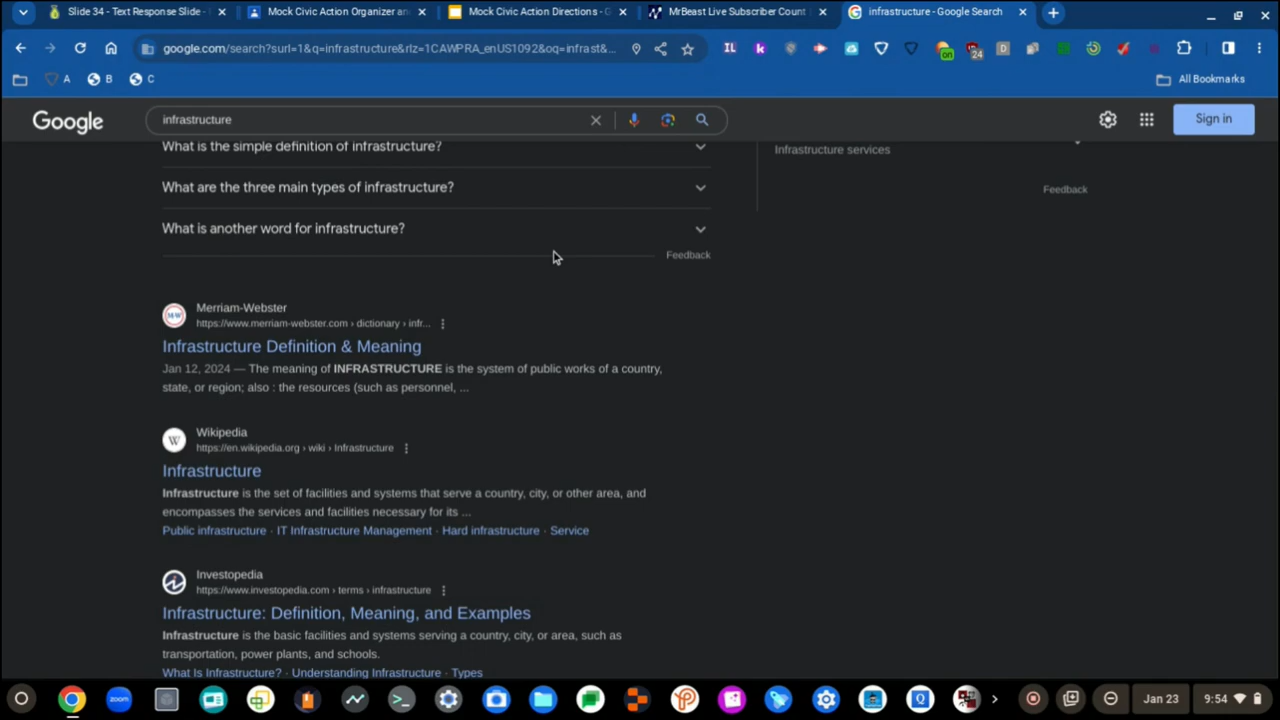 Slide 34 - Text Response Slide -
Mock Civic Action Organizer an
Mock Civic Action Directions - G
MrBeast Live Subscriber Count
infrastructure - Google Search
google.com/search?surl=1&q=infrastructure&rlz=1CAWPRA_enUS1092&oq=infrast&...
IL
k
on
24
D
A
B
C
All Bookmarks
Google
infrastructure
Sign in
What is the simple definition of infrastructure?
Infrastructure services
What are the three main types of infrastructure?
Feedback
What is another word for infrastructure?
Feedback
Merriam-Webster
https://www.merriam-webster.com › dictionary › infr...
Infrastructure Definition & Meaning
Jan 12, 2024 — The meaning of INFRASTRUCTURE is the system of public works of a country,
state, or region; also : the resources (such as personnel, ...
W
Wikipedia
https://en.wikipedia.org › wiki › Infrastructure
Infrastructure
Infrastructure is the set of facilities and systems that serve a country, city, or other area, and
encompasses the services and facilities necessary for its ...
Public infrastructure · IT Infrastructure Management · Hard infrastructure · Service
Investopedia
https://www.investopedia.com › terms › infrastructure
Infrastructure: Definition, Meaning, and Examples
Infrastructure is the basic facilities and systems serving a country, city, or area, such as
transportation, power plants, and schools.
What Is Infrastructure? · Understanding Infrastructure · Types
zoom
Q
Jan 23
9:54